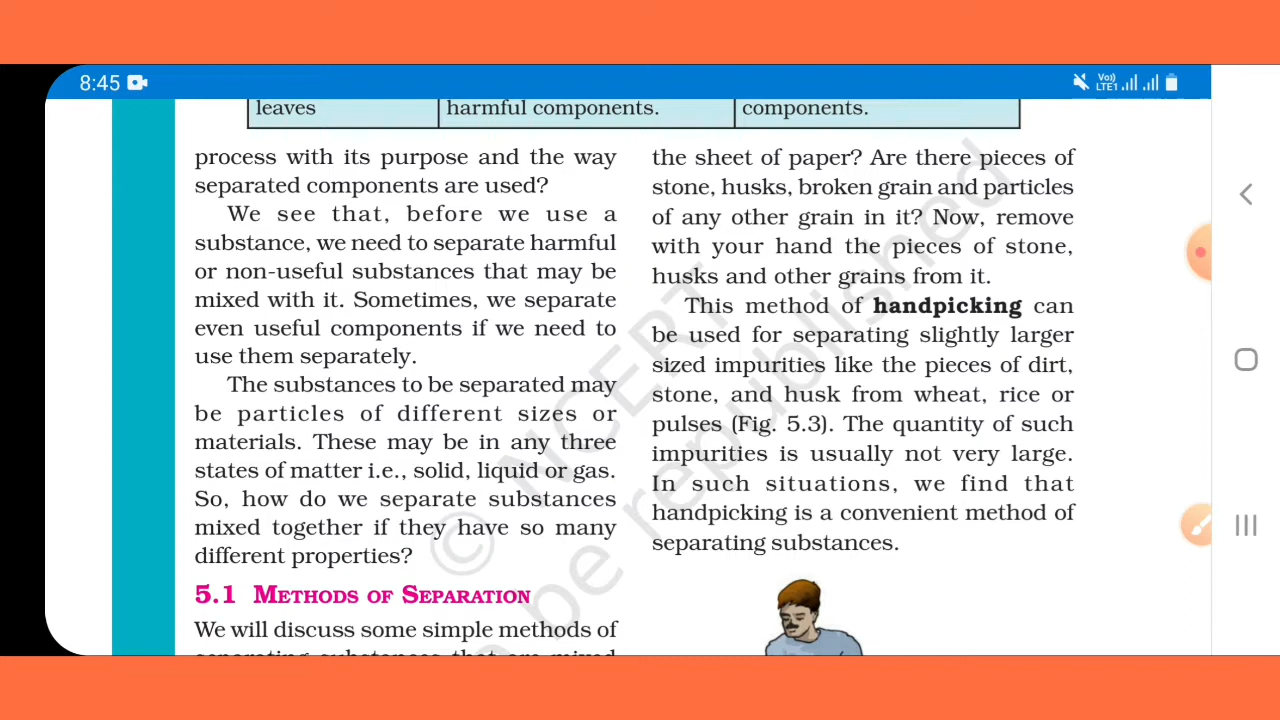 8:45
Vo))
LTE1
leaves
harmful components.
components.
process with its purpose and the way
separated components are used?
We see that, before we use a
substance, we need to separate harmful
or non-useful substances that may be
mixed with it. Sometimes, we separate
even useful components if we need to
use them separately.
The substances to be separated may
be particles of different sizes or
materials. These may be in any three
states of matter i.e., solid, liquid or gas.
So, how do we separate substances
mixed together if they have so many
different properties?
5.1 METHODS OF SEPARATION
We will discuss some simple methods of
separating substances that are mixed
the sheet of paper? Are there pieces of
stone, husks, broken grain and particles
of any other grain in it? Now, remove
with your hand the pieces of stone,
husks and other grains from it.
This method of handpicking can
be used for separating slightly larger
sized impurities like the pieces of dirt,
stone, and husk from wheat, rice or
pulses (Fig. 5.3). The quantity of such
impurities is usually not very large.
In such situations, we find that
handpicking is a convenient method of
separating substances.
© NCERT
be republished